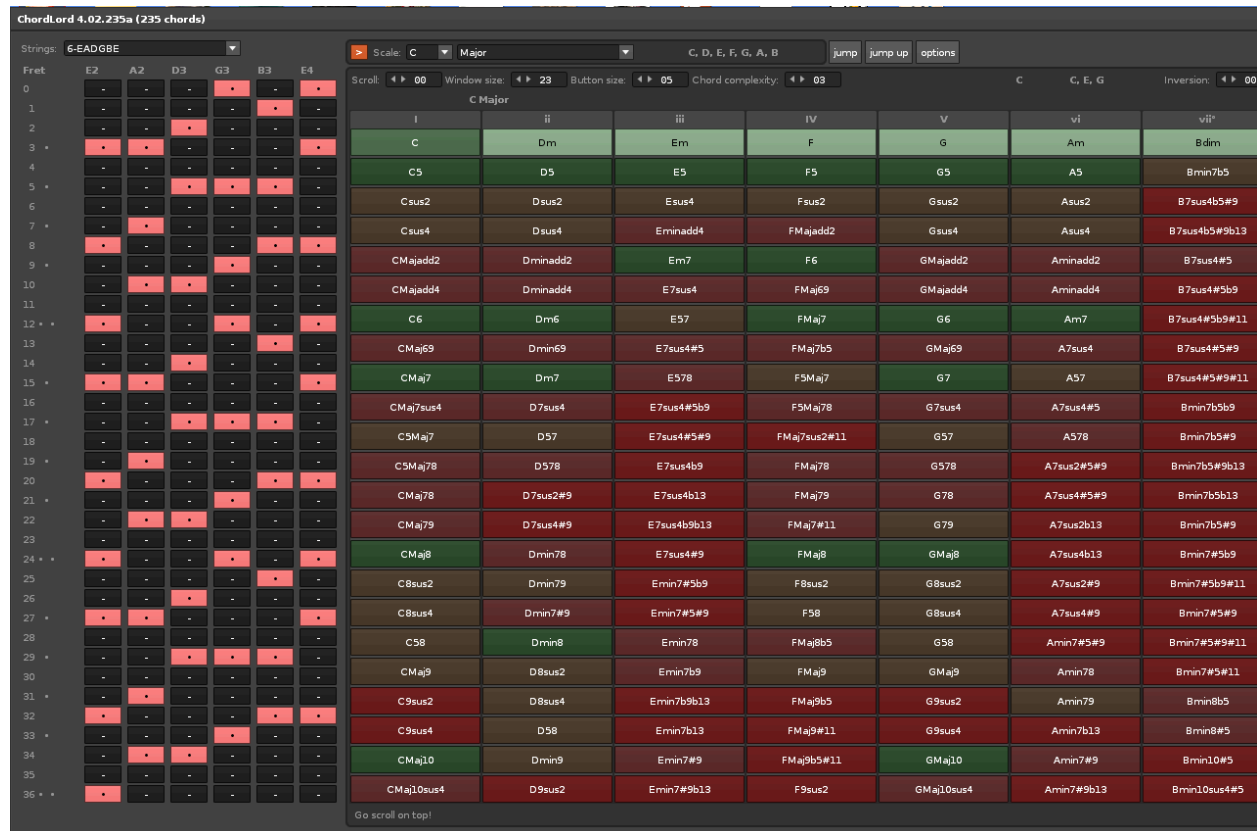 ChordLord 4.02.235a (235 chords)
Strings: 6-EADGBE
> Scale: C Major C, D, E, F, G, A, B jump jump up options
Fret E2 A2 D3 G3 B3 E4
Scroll: 00 Window size: 23 Button size: 05 Chord complexity: 03 C C, E, G Inversion: 00
C Major
I ii iii IV V vi vii°
0
1
2
3
4
5
6
7
8
9
10
11
12
13
14
15
16
17
18
19
20
21
22
23
24
25
26
27
28
29
30
31
32
33
34
35
36
C Dm Em F G Am Bdim
C5 D5 E5 F5 G5 A5 Bmin7b5
Csus2 Dsus2 Esus4 Fsus2 Gsus2 Asus2 B7sus4b5#9
Csus4 Dsus4 Eminadd4 FMajadd2 Gsus4 Asus4 B7sus4b5#9b13
CMajadd2 Dminadd2 Em7 F6 GMajadd2 Aminadd2 B7sus4#5
CMajadd4 Dminadd4 E7sus4 FMaj69 GMajadd4 Aminadd4 B7sus4#5b9
C6 Dm6 E57 FMaj7 G6 Am7 B7sus4#5b9#11
CMaj69 Dmin69 E7sus4#5 FMaj7b5 GMaj69 A7sus4 B7sus4#5#9
CMaj7 Dm7 E578 F5Maj7 G7 A57 B7sus4#5#9#11
CMaj7sus4 D7sus4 E7sus4#5b9 F5Maj78 G7sus4 A7sus4#5 Bmin7b5b9
C5Maj7 D57 E7sus4#5#9 FMaj7sus2#11 G57 A578 Bmin7b5#9
C5Maj78 D578 E7sus4b9 FMaj78 G578 A7sus2#5#9 Bmin7b5#9b13
CMaj78 D7sus2#9 E7sus4b13 FMaj79 G78 A7sus4#5#9 Bmin7b5b13
CMaj79 D7sus4#9 E7sus4b9b13 FMaj7#11 G79 A7sus2b13 Bmin7b5#9
CMaj8 Dmin78 E7sus4#9 FMaj8 GMaj8 A7sus4b13 Bmin7#5b9
C8sus2 Dmin79 Emin7#5b9 F8sus2 G8sus2 A7sus2#9 Bmin7#5b9#11
C8sus4 Dmin7#9 Emin7#5#9 F58 G8sus4 A7sus4#9 Bmin7#5#9
C58 Dmin8 Emin78 FMaj8b5 G58 Amin7#5#9 Bmin7#5#9#11
CMaj9 D8sus2 Emin7b9 FMaj9 GMaj9 Amin78 Bmin7#5#11
C9sus2 D8sus4 Emin7b9b13 FMaj9b5 G9sus2 Amin79 Bmin8b5
C9sus4 D58 Emin7b13 FMaj9#11 G9sus4 Amin7b13 Bmin8#5
CMaj10 Dmin9 Emin7#9 FMaj9b5#11 GMaj10 Amin7#9 Bmin10#5
CMaj10sus4 D9sus2 Emin7#9b13 F9sus2 GMaj10sus4 Amin7#9b13 Bmin10sus4#5
Go scroll on top!